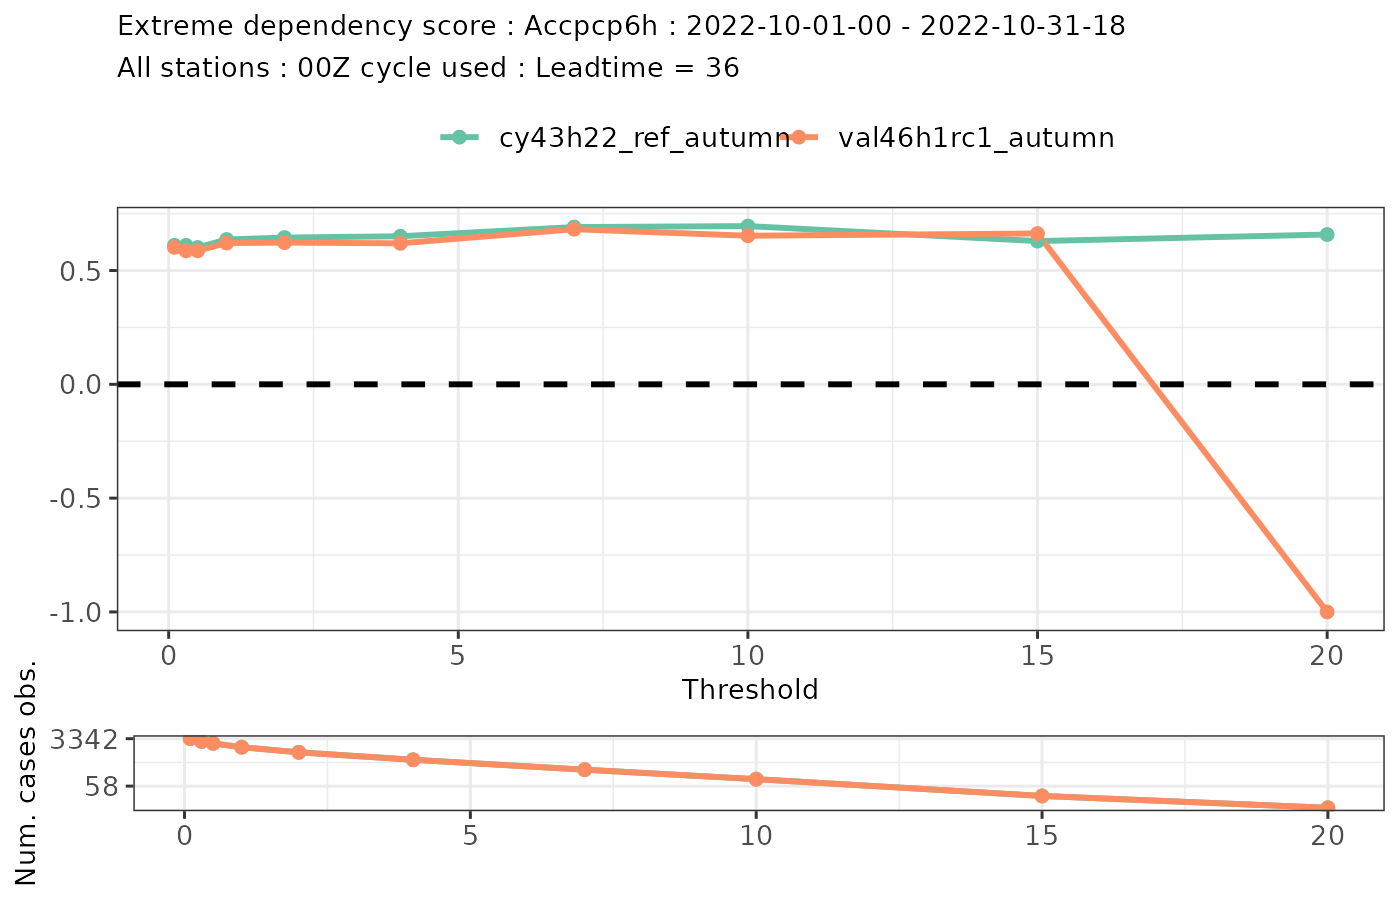 Extreme dependency score : Accpcp6h : 2022-10-01-00 - 2022-10-31-18
All stations : 00Z cycle used : Leadtime = 36
cy43h22_ref_autumn val46h1rc1_autumn
0.5
0.0
-0.5
-1.0
0 5 10 15 20
Threshold
Num. cases obs.
3342
58
0 5 10 15 20